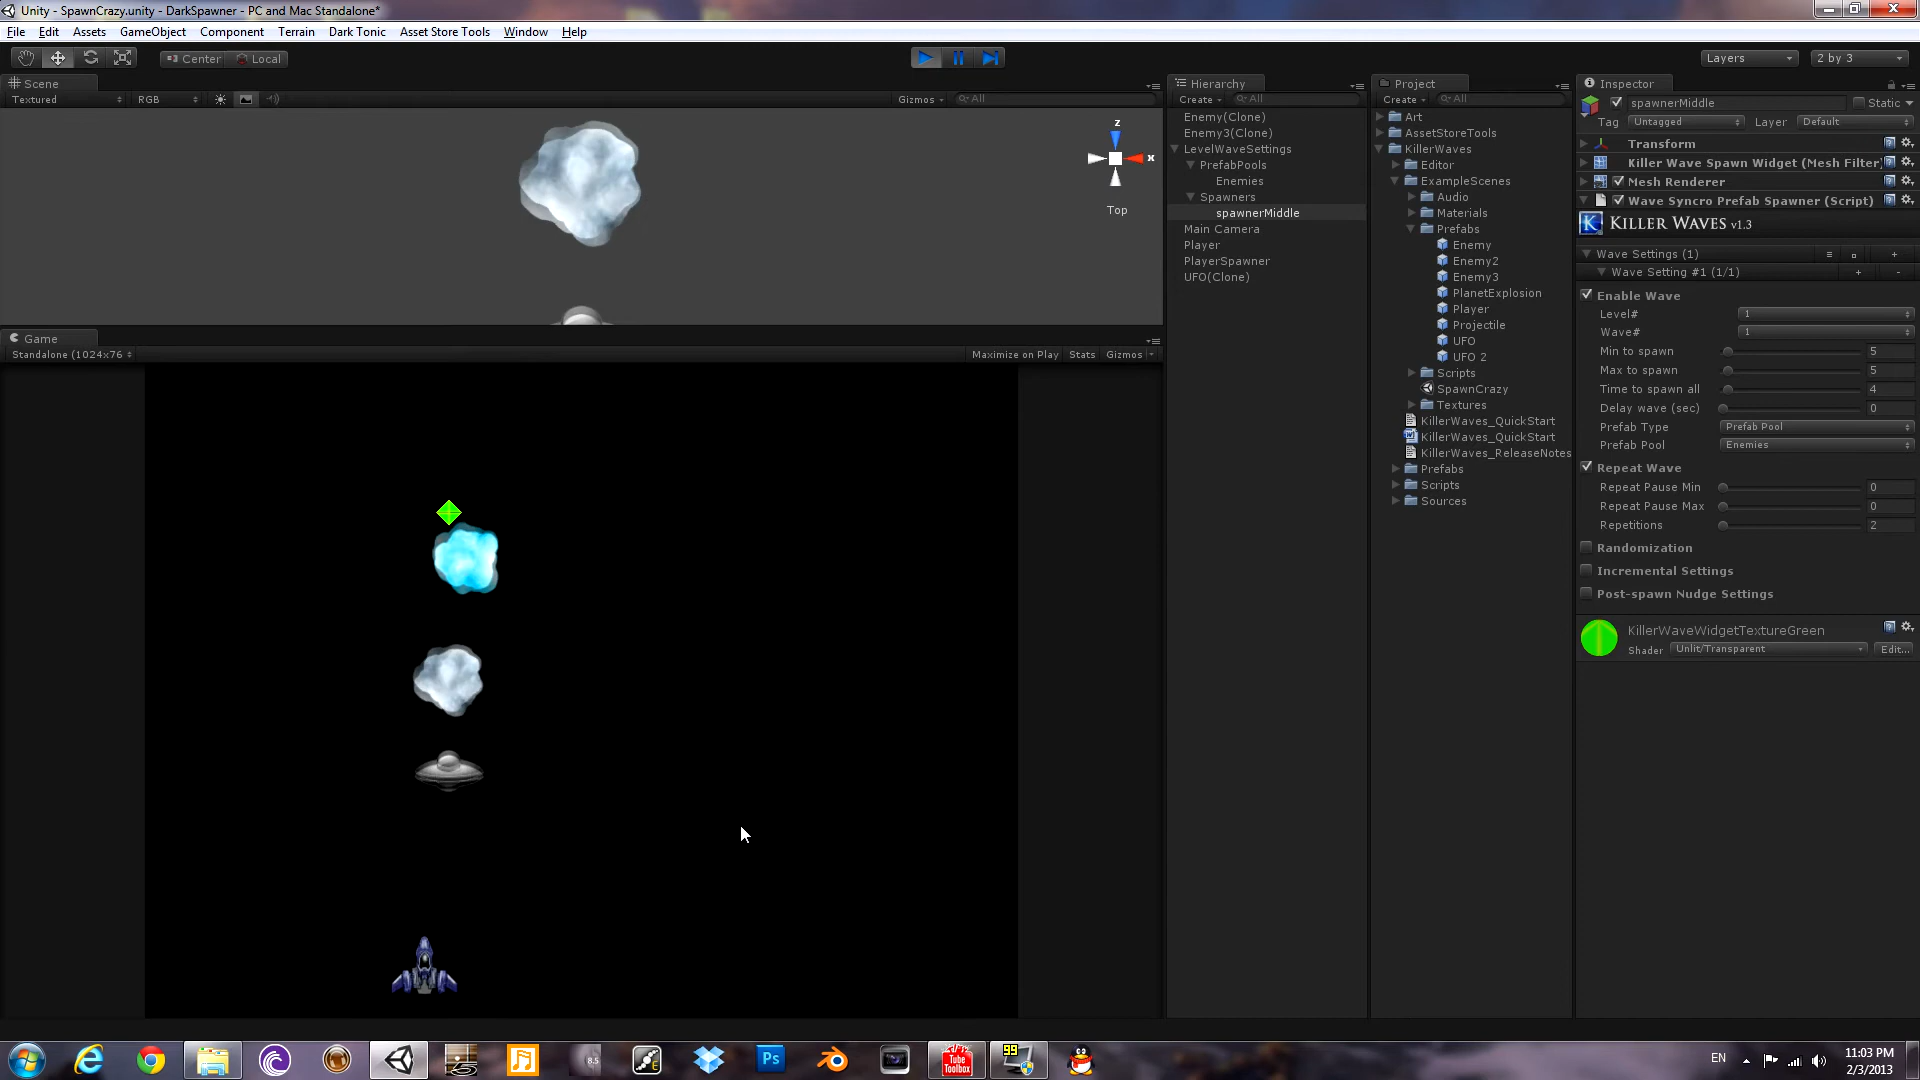 Unity - SpawnCrazy.unity - DarkSpawner - PC and Mac Standalone*
File Edit Assets GameObject Component Terrain Dark Tonic Asset Store Tools Window Help
Center Local Layers 2 by 3
Scene
Textured RGB Gizmos All
z
x
Top
Game
Standalone (1024x76 Maximize on Play Stats Gizmos
Hierarchy
Create All
Enemy(Clone)
Enemy3(Clone)
LevelWaveSettings
PrefabPools
Enemies
Spawners
spawnerMiddle
Main Camera
Player
PlayerSpawner
UFO(Clone)
Project
Create All
Art
AssetStoreTools
KillerWaves
Editor
ExampleScenes
Audio
Materials
Prefabs
Enemy
Enemy2
Enemy3
PlanetExplosion
Player
Projectile
UFO
UFO 2
Scripts
SpawnCrazy
Textures
KillerWaves_QuickStart
KillerWaves_QuickStart
KillerWaves_ReleaseNotes
Prefabs
Scripts
Sources
Inspector
spawnerMiddle Static
Tag Untagged Layer Default
Transform
Killer Wave Spawn Widget (Mesh Filter)
Mesh Renderer
Wave Syncro Prefab Spawner (Script)
K KILLER WAVES v1.3
Wave Settings (1)
Wave Setting #1 (1/1)
Enable Wave
Level# 1
Wave# 1
Min to spawn 5
Max to spawn 5
Time to spawn all 4
Delay wave (sec) 0
Prefab Type Prefab Pool
Prefab Pool Enemies
Repeat Wave
Repeat Pause Min 0
Repeat Pause Max 0
Repetitions 2
Randomization
Incremental Settings
Post-spawn Nudge Settings
KillerWaveWidgetTextureGreen
Shader Unlit/Transparent Edit...
8.5 E Ps Tube Toolbox 99 EN 11:03 PM
2/3/2013